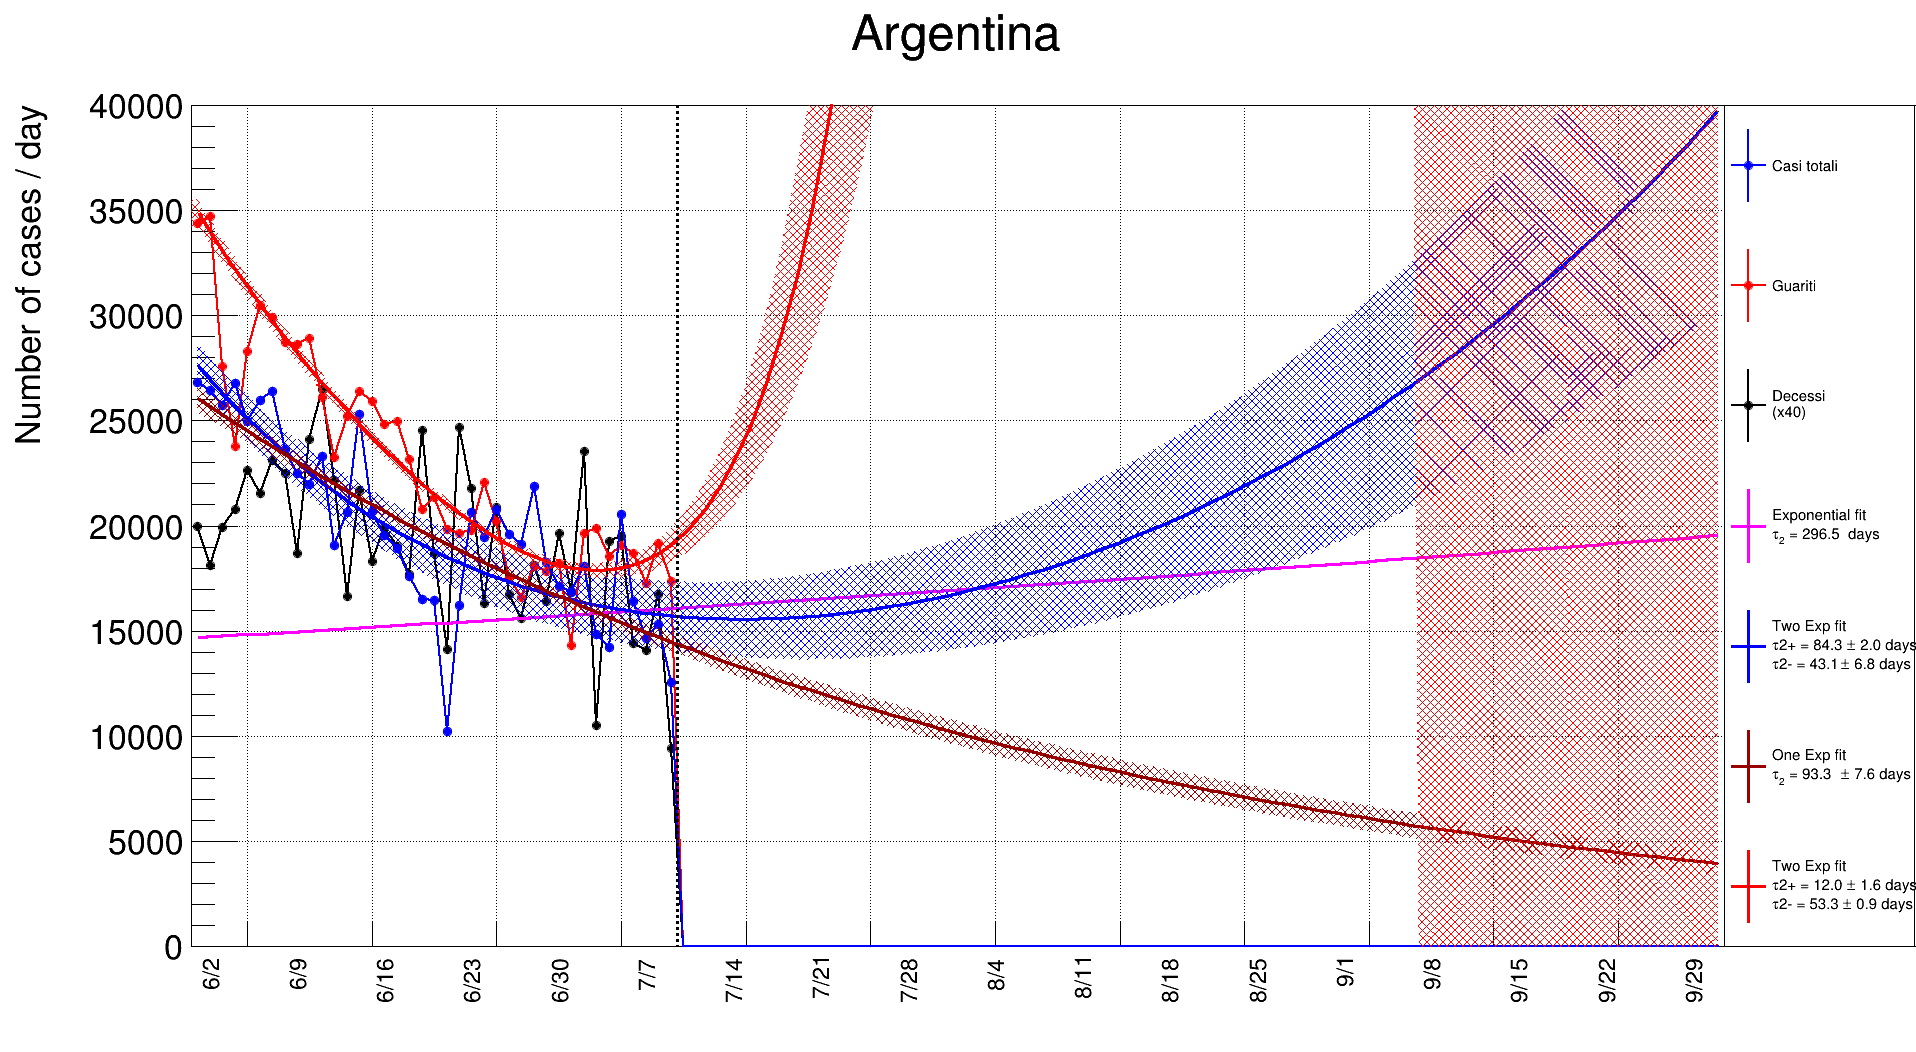 Argentina
Number of cases / day
40000
35000
30000
25000
20000
15000
10000
5000
0
6/2
6/9
6/16
6/23
6/30
7/7
7/14
7/21
7/28
8/4
8/11
8/18
8/25
9/1
9/8
9/15
9/22
9/29
Casi totali
Guariti
Decessi
(x40)
Exponential fit
τ2 = 296.5 days
Two Exp fit
τ2+ = 84.3 ± 2.0 days
τ2- = 43.1 ± 6.8 days
One Exp fit
τ2 = 93.3 ± 7.6 days
Two Exp fit
τ2+ = 12.0 ± 1.6 days
τ2- = 53.3 ± 0.9 days